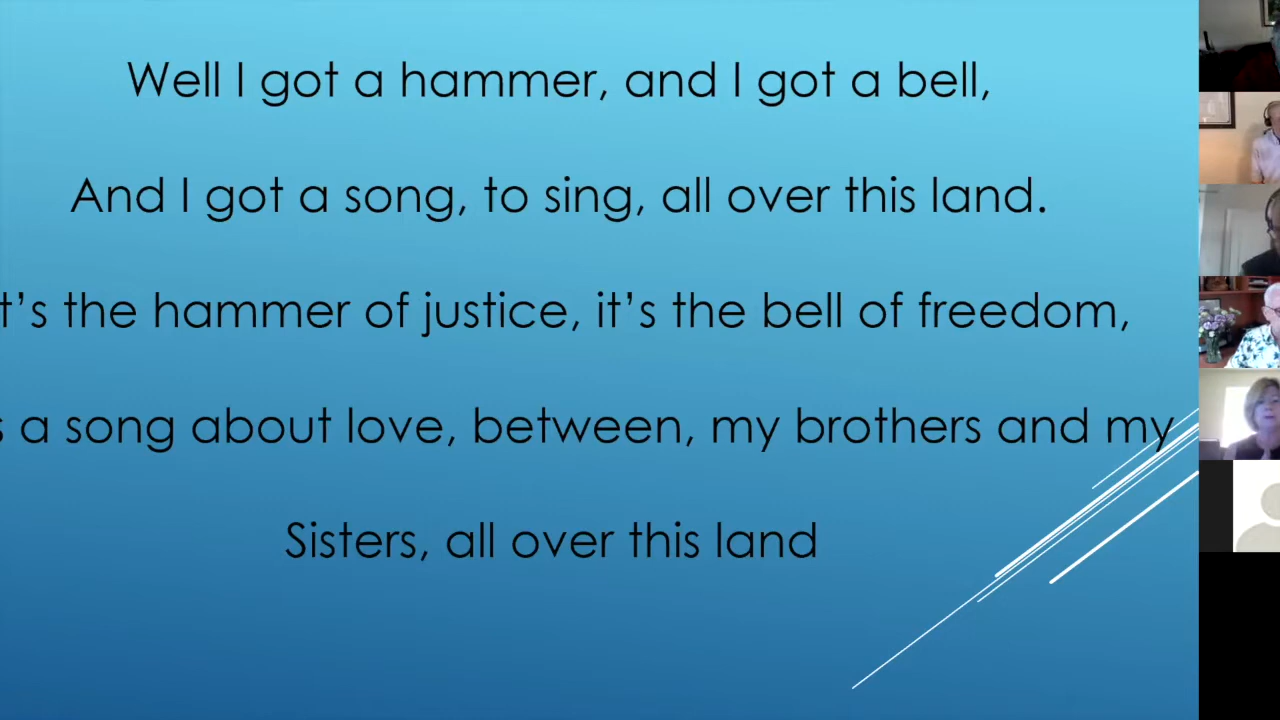 Well I got a hammer, and I got a bell,
And I got a song, to sing, all over this land.
t’s the hammer of justice, it’s the bell of freedom,
s a song about love, between, my brothers and my
Sisters, all over this land